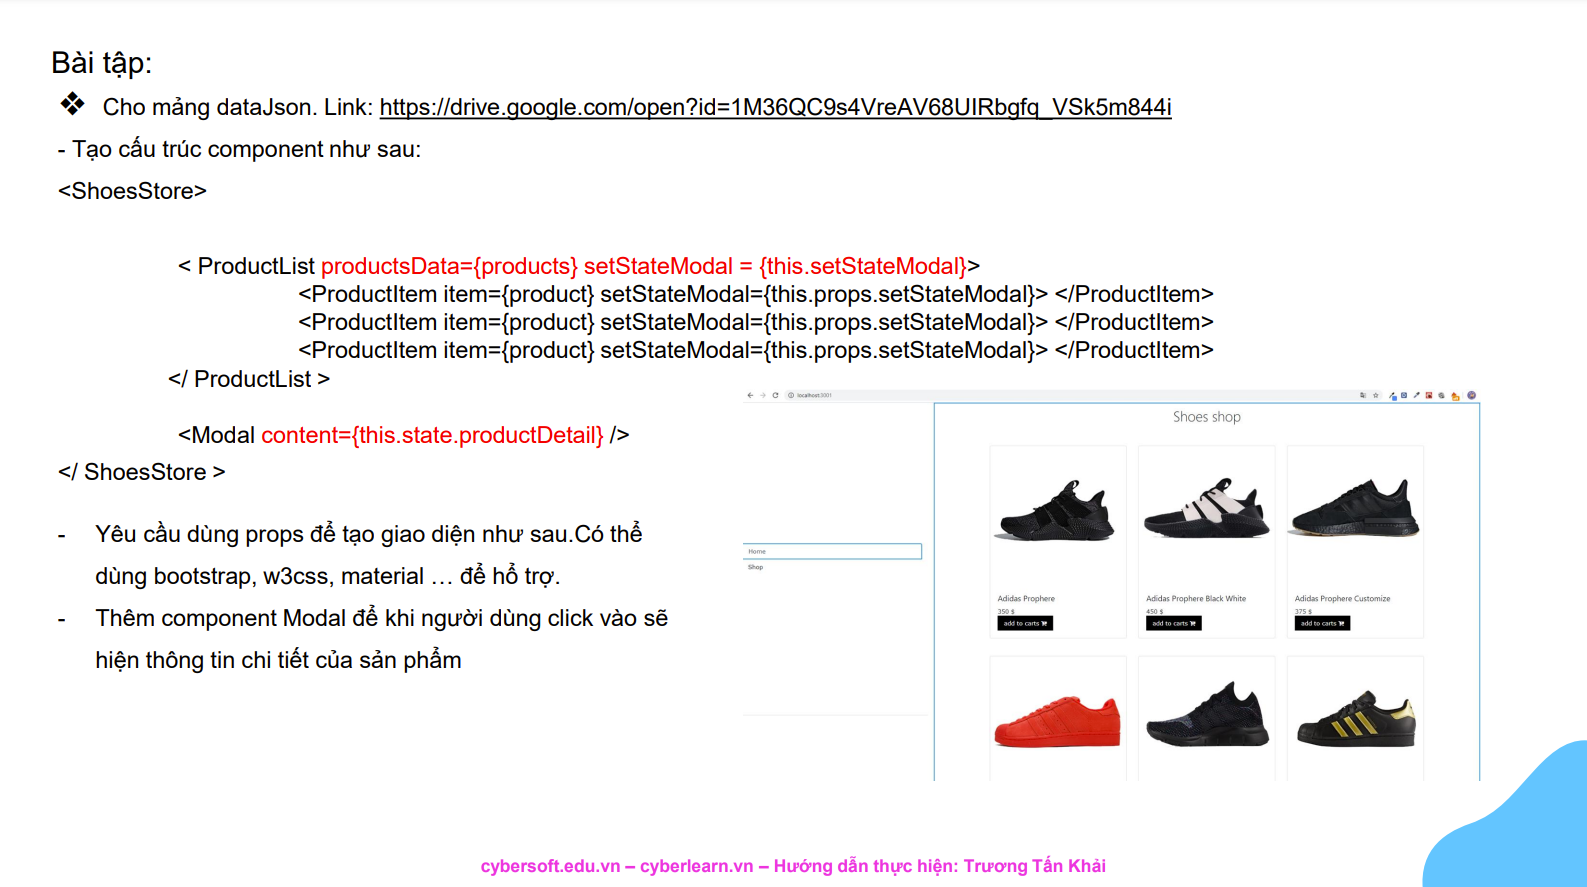 Bài tập:
❖ Cho mảng dataJson. Link: https://drive.google.com/open?id=1M36QC9s4VreAV68UIRbgfq_VSk5m844i
- Tạo cấu trúc component như sau:
<ShoesStore>
< ProductList productsData={products} setStateModal = {this.setStateModal}>
<ProductItem item={product} setStateModal={this.props.setStateModal}> </ProductItem>
<ProductItem item={product} setStateModal={this.props.setStateModal}> </ProductItem>
<ProductItem item={product} setStateModal={this.props.setStateModal}> </ProductItem>
</ ProductList >
<Modal content={this.state.productDetail} />
</ ShoesStore >
- Yêu cầu dùng props để tạo giao diện như sau.Có thể
dùng bootstrap, w3css, material … để hổ trợ.
- Thêm component Modal để khi người dùng click vào sẽ
hiện thông tin chi tiết của sản phẩm
localhost:3001
Shoes shop
Home
Shop
Adidas Prophere
350 $
add to carts
Adidas Prophere Black White
450 $
add to carts
Adidas Prophere Customize
375 $
add to carts
cybersoft.edu.vn – cyberlearn.vn – Hướng dẫn thực hiện: Trương Tấn Khải